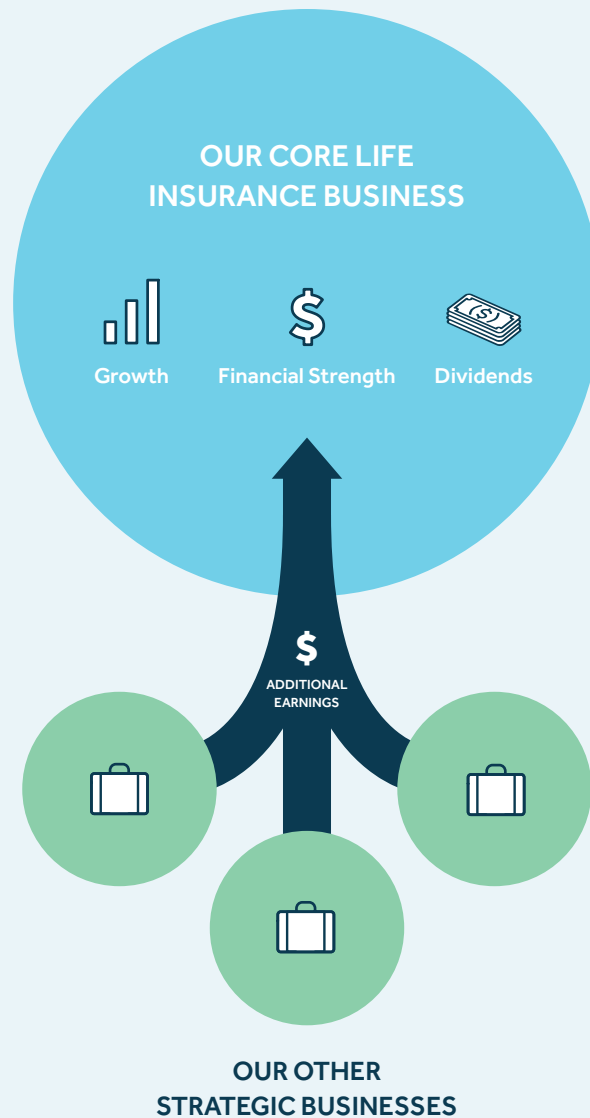 OUR CORE LIFE
INSURANCE BUSINESS
$
($)
Growth
Financial Strength
Dividends
$
ADDITIONAL
EARNINGS
OUR OTHER
STRATEGIC BUSINESSES